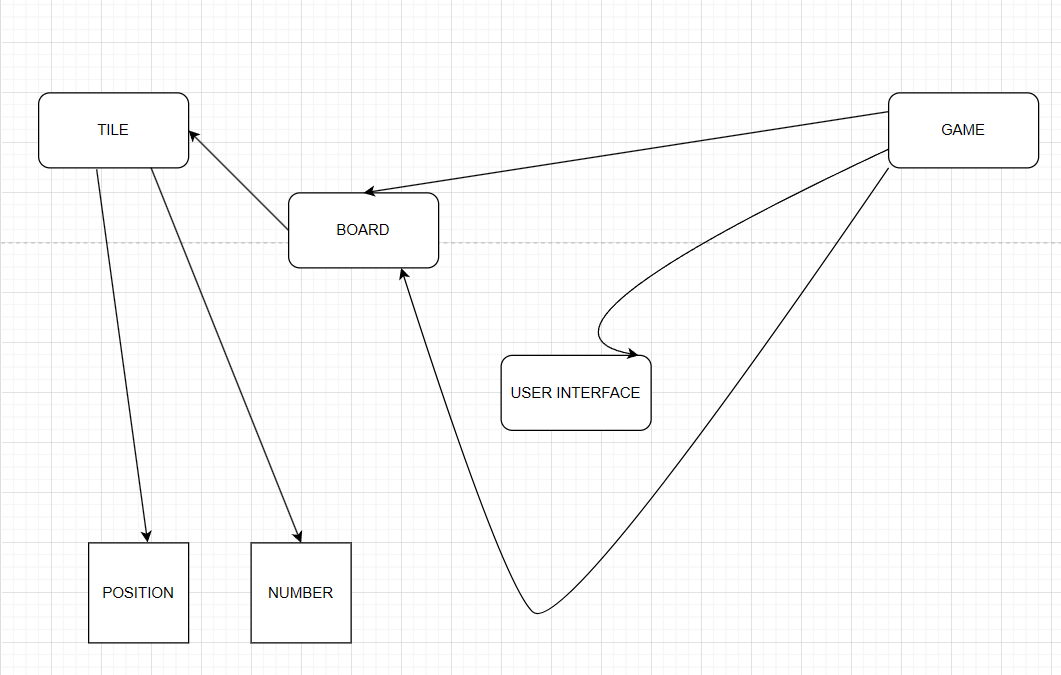 TILE
GAME
BOARD
USER INTERFACE
POSITION
NUMBER